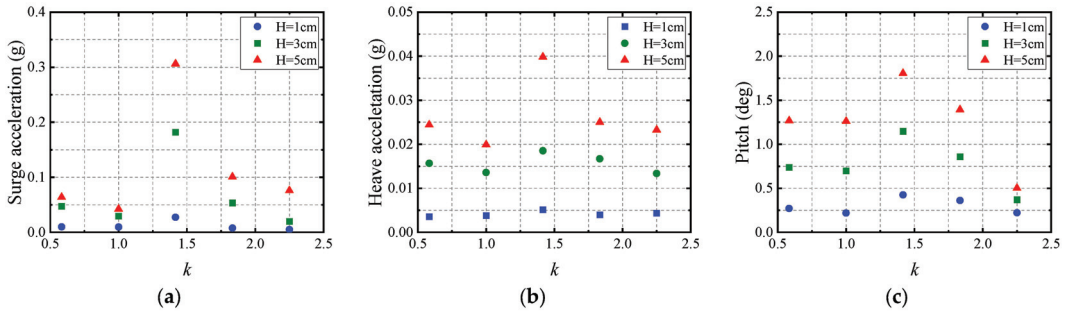 Surge acceleration (g)
0.4
0.3
0.2
0.1
0.0
0.5 1.0 1.5 2.0 2.5
k
H=1cm
H=3cm
H=5cm
(a)
Heave acceletation (g)
0.05
0.04
0.03
0.02
0.01
0.00
0.5 1.0 1.5 2.0 2.5
k
H=1cm
H=3cm
H=5cm
(b)
Pitch (deg)
2.5
2.0
1.5
1.0
0.5
0.0
0.5 1.0 1.5 2.0 2.5
k
H=1cm
H=3cm
H=5cm
(c)